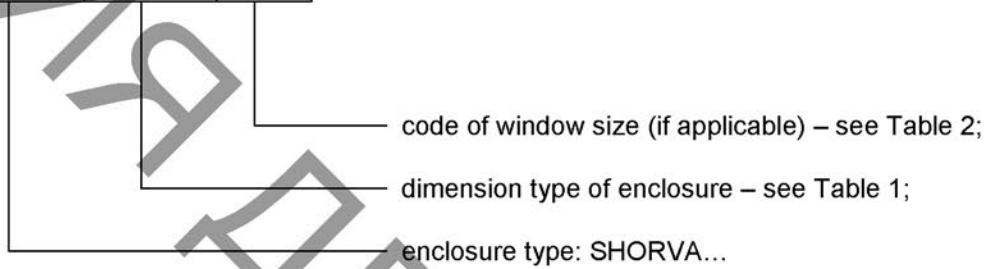 code of window size (if applicable) – see Table 2;
dimension type of enclosure – see Table 1;
enclosure type: SHORVA…